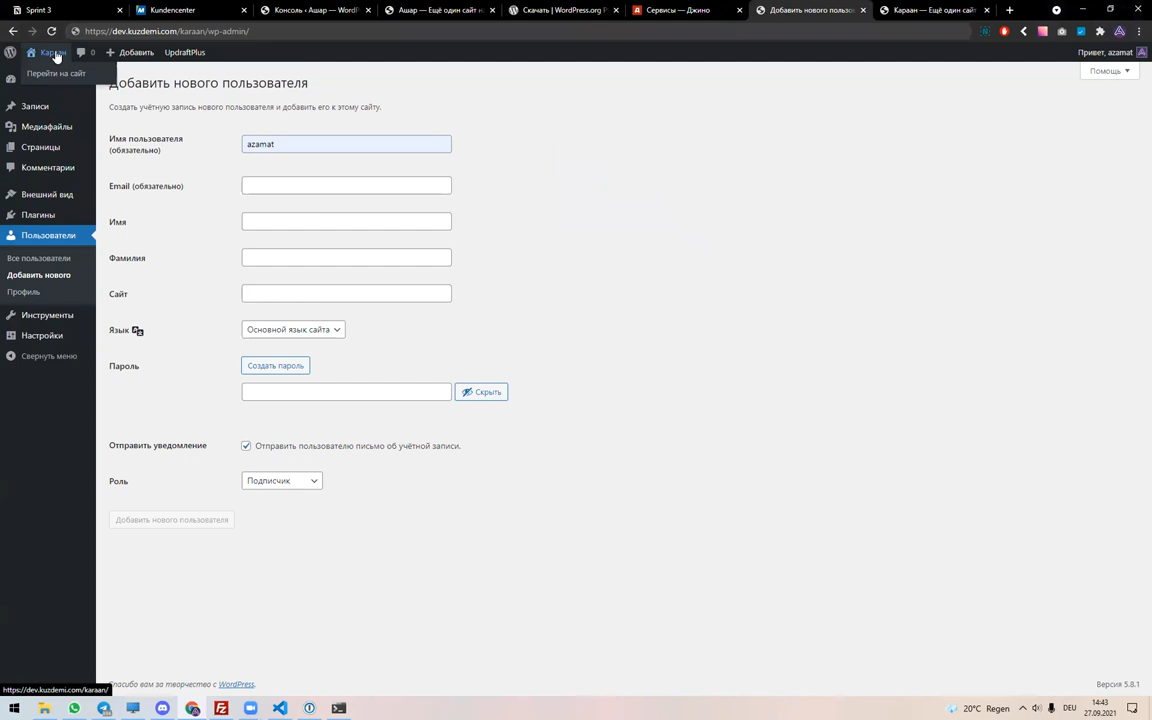 Sprint 3
Kundencenter
Консоль ‹ Ашар — WordP
Ашар — Ещё один сайт н
Скачать | WordPress.org Р
Сервисы — Джино
Добавить нового пользо
Караан — Ещё один сайт
https://dev.kuzdemi.com/karaan/wp-admin/
Караан
0
Добавить
UpdraftPlus
Привет, azamat
Перейти на сайт
Помощь
Добавить нового пользователя
Создать учётную запись нового пользователя и добавить его к этому сайту.
Записи
Медиафайлы
Страницы
Комментарии
Внешний вид
Плагины
Пользователи
Все пользователи
Добавить нового
Профиль
Инструменты
Настройки
Свернуть меню
Имя пользователя
(обязательно)
azamat
Email (обязательно)
Имя
Фамилия
Сайт
Язык
Основной язык сайта
Пароль
Создать пароль
Скрыть
Отправить уведомление
Отправить пользователю письмо об учётной записи.
Роль
Подписчик
Добавить нового пользователя
Спасибо вам за творчество с WordPress.
Версия 5.8.1
https://dev.kuzdemi.com/karaan/
20°C Regen
DEU
14:43
27.09.2021